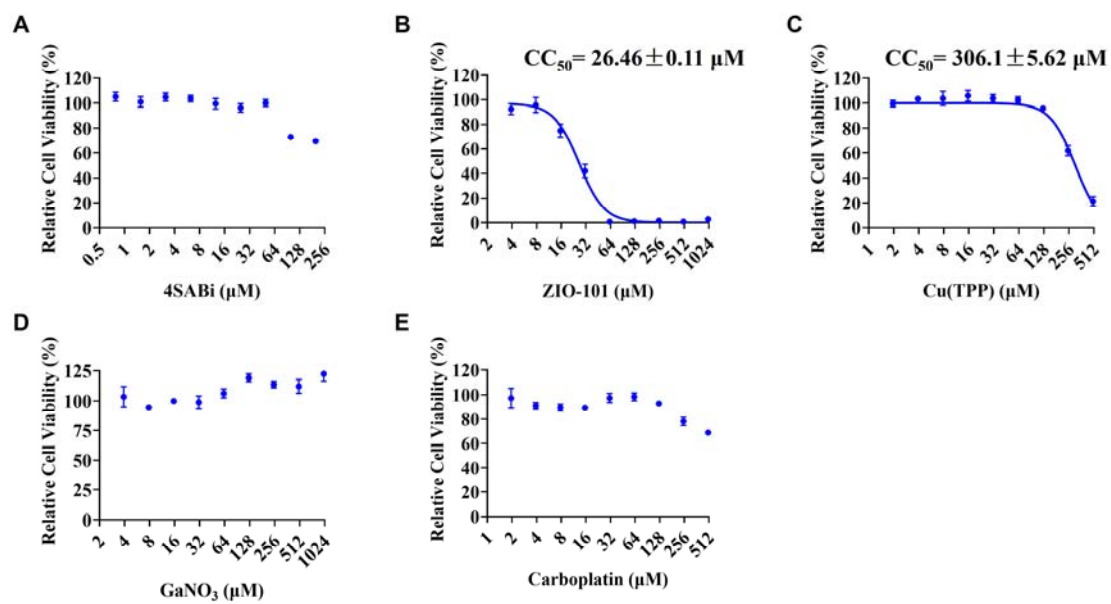 A
Relative Cell Viability (%)
120
100
80
60
40
20
0
0.5 1 2 4 8 16 32 64 128 256
4SABi (μM)
B
CC₅₀= 26.46±0.11 μM
Relative Cell Viability (%)
120
100
80
60
40
20
0
2 4 8 16 32 64 128 256 512 1024
ZIO-101 (μM)
C
CC₅₀= 306.1±5.62 μM
Relative Cell Viability (%)
120
100
80
60
40
20
0
1 2 4 8 16 32 64 128 256 512
Cu(TPP) (μM)
D
Relative Cell Viability (%)
125
100
75
50
25
0
2 4 8 16 32 64 128 256 512 1024
GaNO₃ (μM)
E
Relative Cell Viability (%)
120
100
80
60
40
20
0
1 2 4 8 16 32 64 128 256 512
Carboplatin (μM)